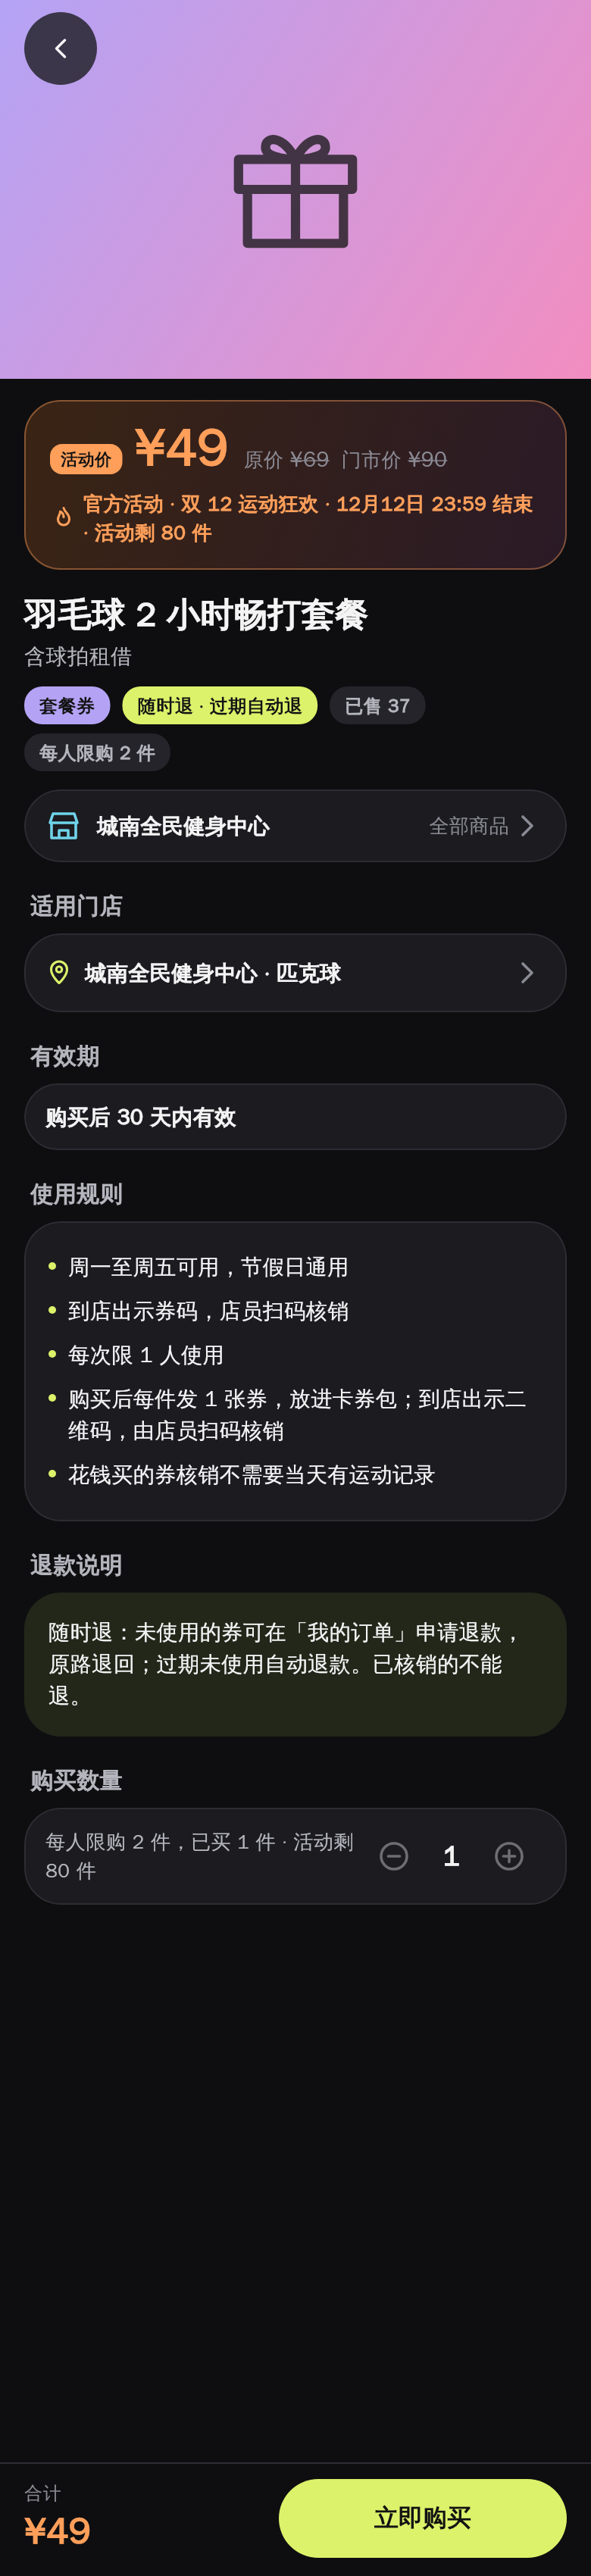 活动价 ¥49 原价 ¥69 门市价 ¥90
官方活动 · 双 12 运动狂欢 · 12月12日 23:59 结束
· 活动剩 80 件
羽毛球 2 小时畅打套餐
含球拍租借
套餐券 随时退 · 过期自动退 已售 37
每人限购 2 件
城南全民健身中心 全部商品
适用门店
城南全民健身中心 · 匹克球
有效期
购买后 30 天内有效
使用规则
周一至周五可用，节假日通用
到店出示券码，店员扫码核销
每次限 1 人使用
购买后每件发 1 张券，放进卡券包；到店出示二
维码，由店员扫码核销
花钱买的券核销不需要当天有运动记录
退款说明
随时退：未使用的券可在「我的订单」申请退款，
原路退回；过期未使用自动退款。已核销的不能
退。
购买数量
每人限购 2 件，已买 1 件 · 活动剩
80 件
1
合计
¥49
立即购买